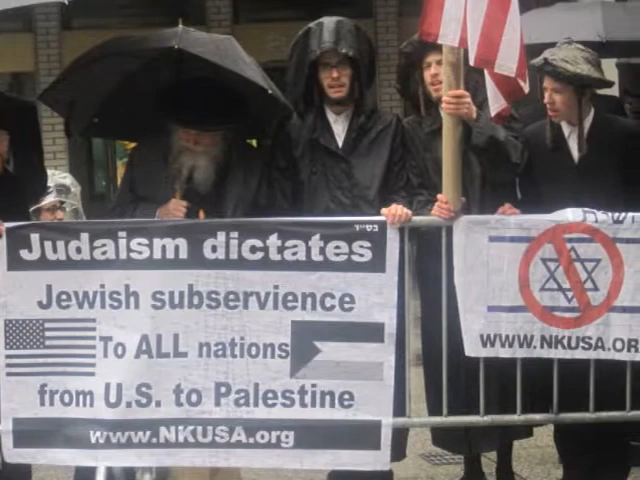 בס"ד
Judaism dictates
Jewish subservience
To ALL nations
from U.S. to Palestine
www.NKUSA.org
WWW.NKUSA.OR